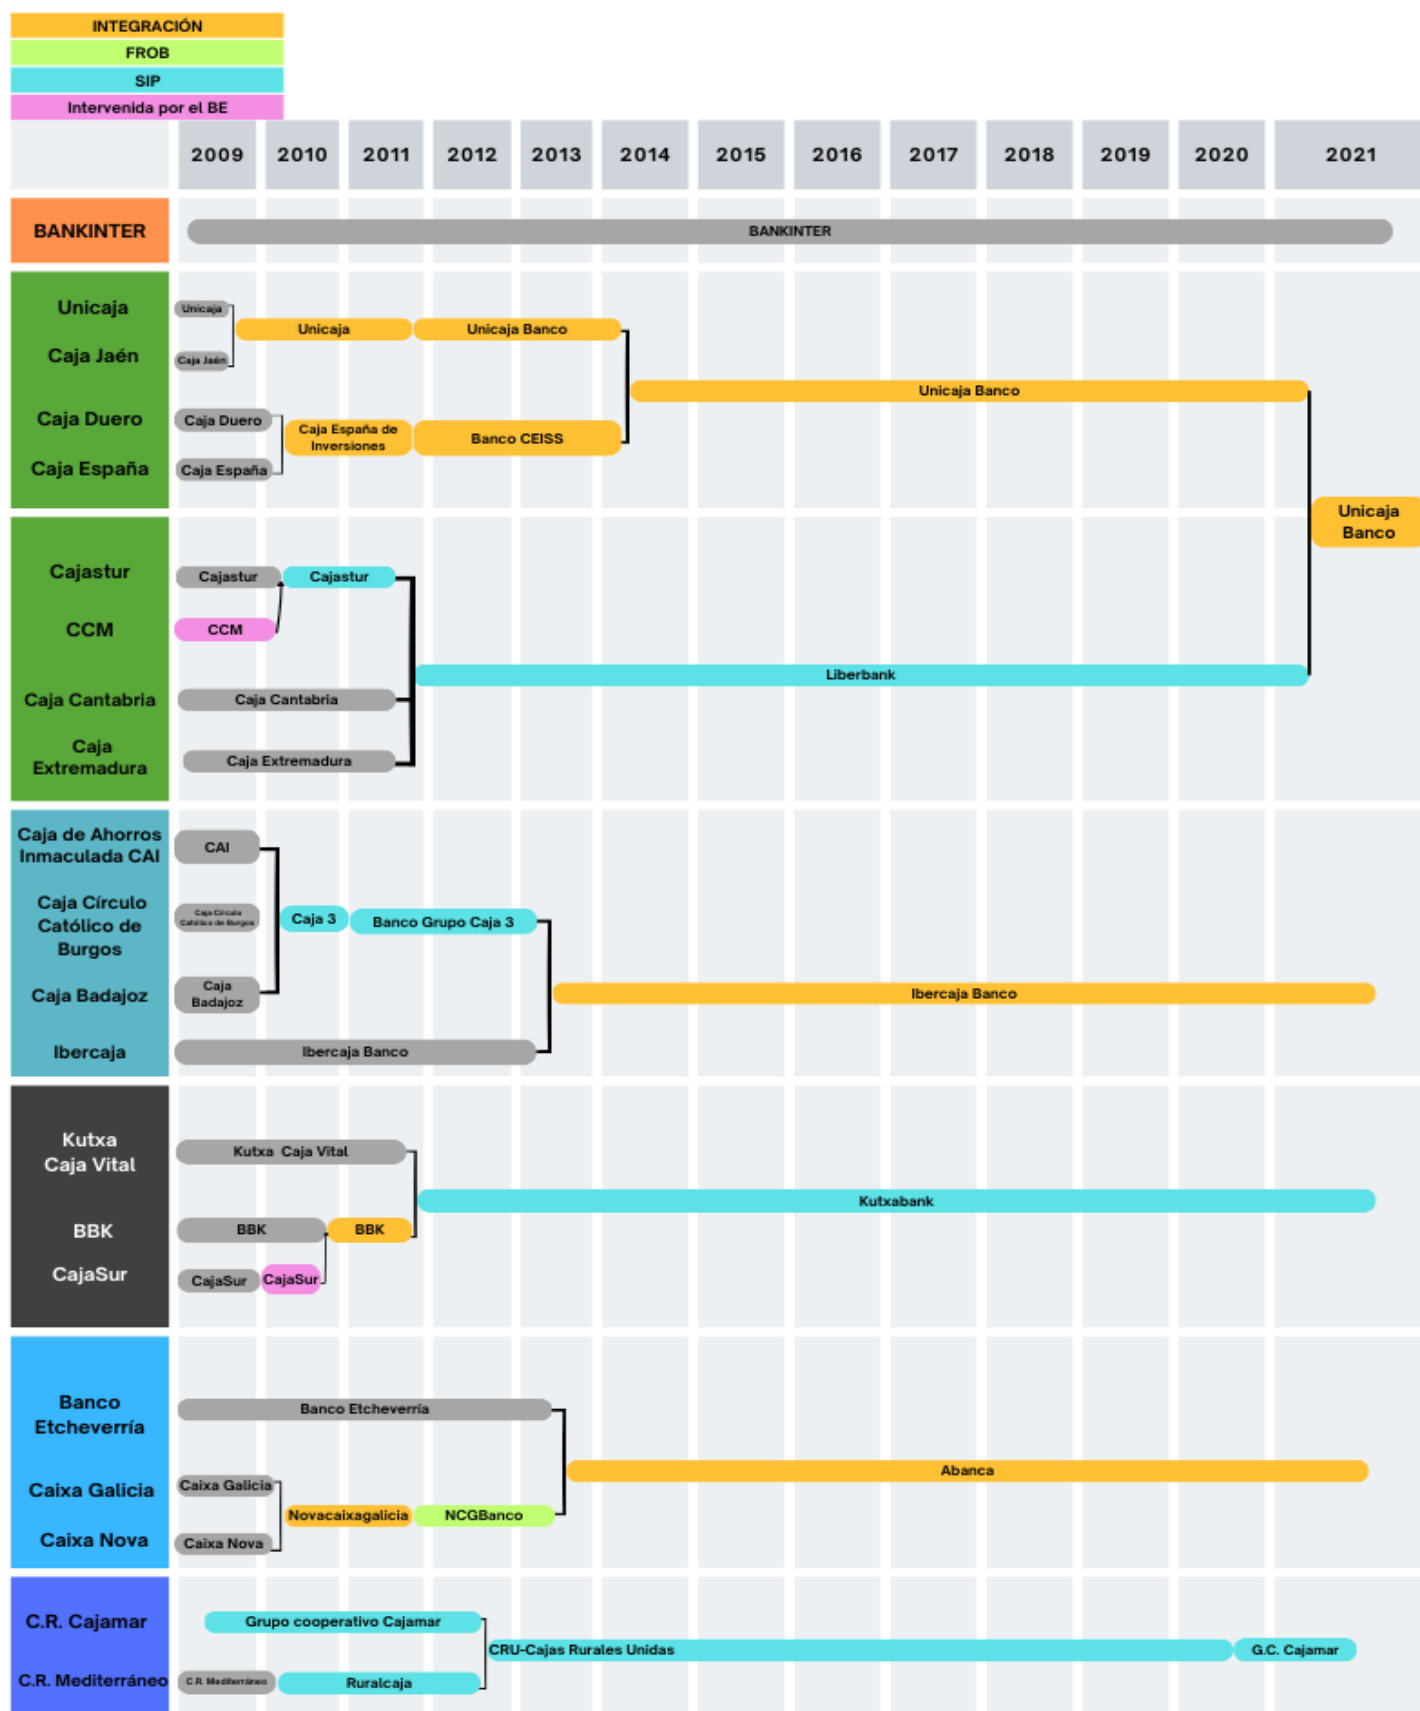 INTEGRACIÓN
FROB
SIP
Intervenida por el BE
2009 2010 2011 2012 2013 2014 2015 2016 2017 2018 2019 2020 2021
BANKINTER
BANKINTER
Unicaja
Unicaja
Unicaja
Unicaja Banco
Caja Jaén
Caja Jaén
Unicaja Banco
Caja Duero
Caja Duero
Caja España de
Inversiones
Banco CEISS
Caja España
Caja España
Unicaja
Banco
Cajastur
Cajastur
Cajastur
CCM
CCM
Liberbank
Caja Cantabria
Caja Cantabria
Caja
Extremadura
Caja Extremadura
Caja de Ahorros
Inmaculada CAI
CAI
Caja Círculo
Católico de
Burgos
Caja Círculo
Católico de Burgos
Caja 3
Banco Grupo Caja 3
Caja Badajoz
Caja
Badajoz
Ibercaja Banco
Ibercaja
Ibercaja Banco
Kutxa
Caja Vital
Kutxa Caja Vital
Kutxabank
BBK
BBK
BBK
CajaSur
CajaSur
CajaSur
Banco
Etcheverría
Banco Etcheverría
Abanca
Caixa Galicia
Caixa Galicia
Novacaixagalicia
NCGBanco
Caixa Nova
Caixa Nova
C.R. Cajamar
Grupo cooperativo Cajamar
CRU-Cajas Rurales Unidas
G.C. Cajamar
C.R. Mediterráneo
C.R. Mediterráneo
Ruralcaja